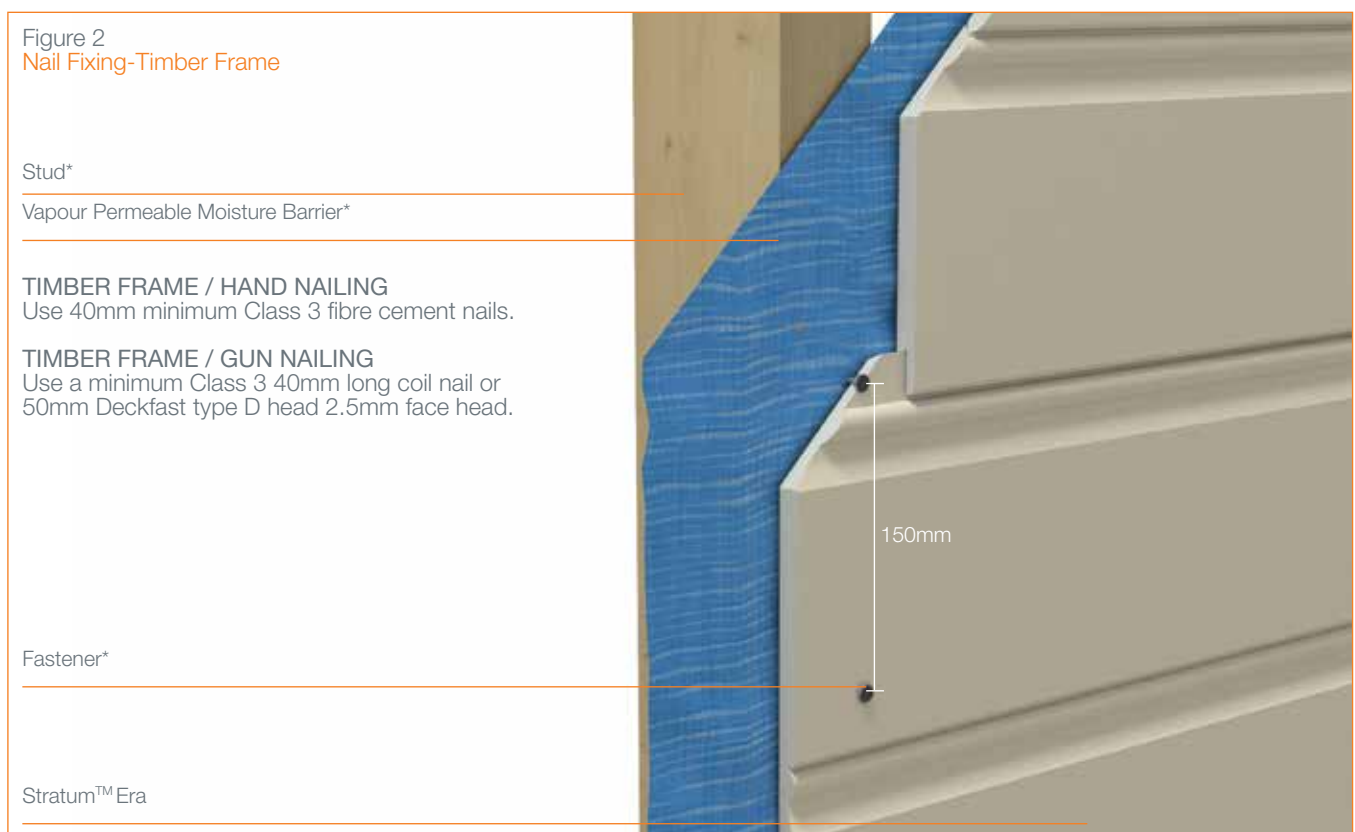 Figure 2
Nail Fixing-Timber Frame
Stud*
Vapour Permeable Moisture Barrier*
TIMBER FRAME / HAND NAILING
Use 40mm minimum Class 3 fibre cement nails.
TIMBER FRAME / GUN NAILING
Use a minimum Class 3 40mm long coil nail or
50mm Deckfast type D head 2.5mm face head.
150mm
Fastener*
Stratum™ Era